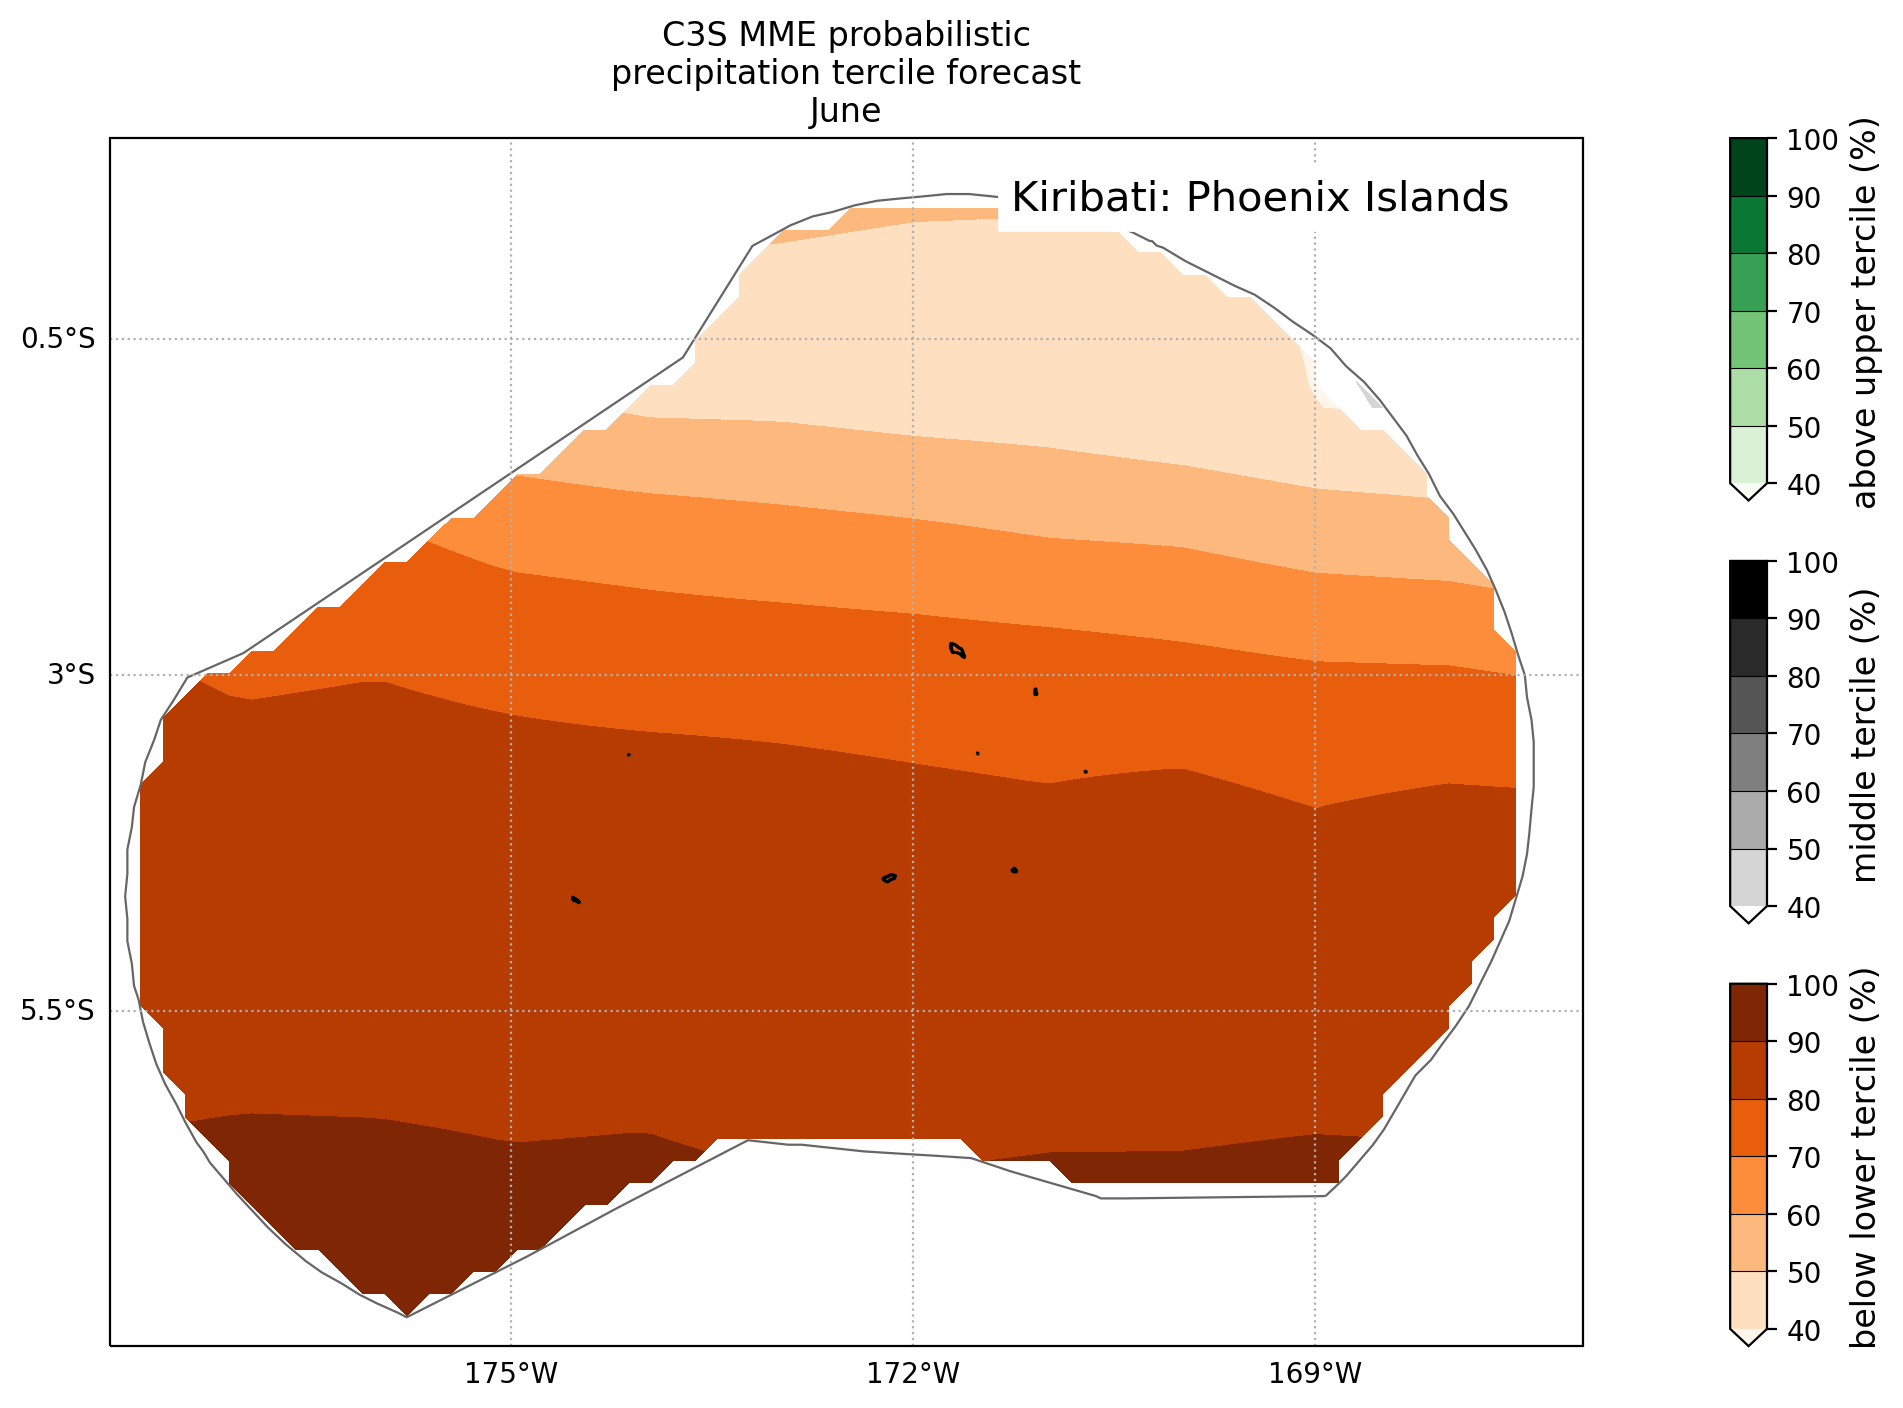 C3S MME probabilistic
precipitation tercile forecast
June
Kiribati: Phoenix Islands
0.5°S
3°S
5.5°S
175°W
172°W
169°W
100
90
80
70
60
50
40
above upper tercile (%)
100
90
80
70
60
50
40
middle tercile (%)
100
90
80
70
60
50
40
below lower tercile (%)